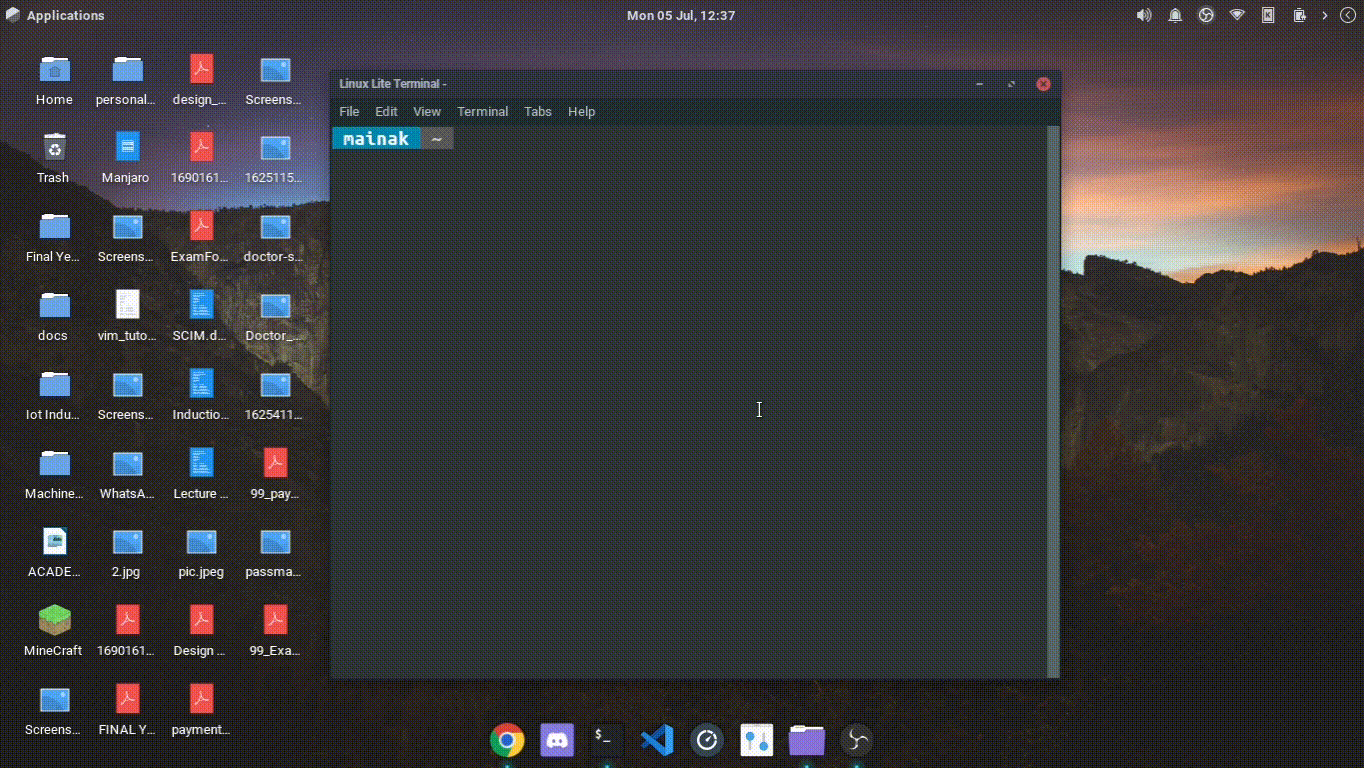 Applications
Mon 05 Jul, 12:37
Linux Lite Terminal -
File Edit View Terminal Tabs Help
mainak ~
Home personal... design_... Screens...
Trash Manjaro 1690161... 1625115...
Final Ye... Screens... ExamFo... doctor-s...
docs vim_tuto... SCIM.d... Doctor_...
Iot Indu... Screens... Inductio... 1625411...
Machine... WhatsA... Lecture ... 99_pay...
ACADE... 2.jpg pic.jpeg passma...
MineCraft 1690161... Design ... 99_Exa...
Screens... FINAL Y... payment...
$_